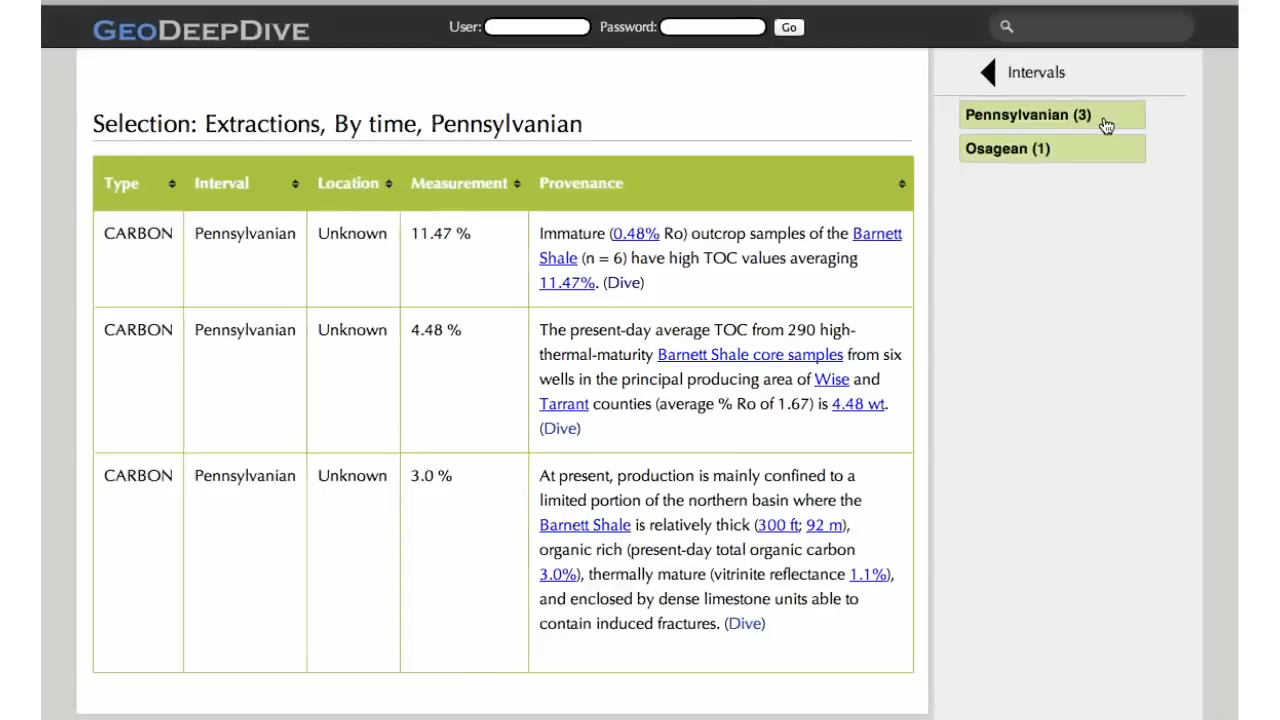 GEODEEPDIVE
User:
Password:
Go
Intervals
Pennsylvanian (3)
Osagean (1)
Selection: Extractions, By time, Pennsylvanian
Type Interval Location Measurement Provenance
CARBON Pennsylvanian Unknown 11.47 % Immature (0.48% Ro) outcrop samples of the Barnett
Shale (n = 6) have high TOC values averaging
11.47%. (Dive)
CARBON Pennsylvanian Unknown 4.48 % The present-day average TOC from 290 high-
thermal-maturity Barnett Shale core samples from six
wells in the principal producing area of Wise and
Tarrant counties (average % Ro of 1.67) is 4.48 wt.
(Dive)
CARBON Pennsylvanian Unknown 3.0 % At present, production is mainly confined to a
limited portion of the northern basin where the
Barnett Shale is relatively thick (300 ft; 92 m),
organic rich (present-day total organic carbon
3.0%), thermally mature (vitrinite reflectance 1.1%),
and enclosed by dense limestone units able to
contain induced fractures. (Dive)